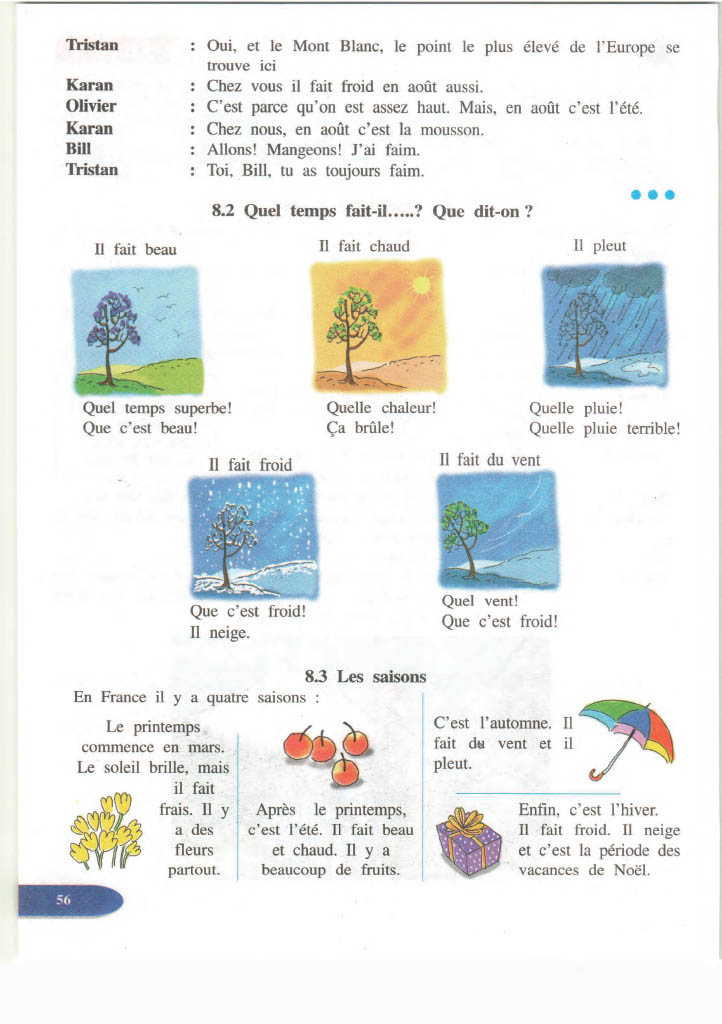 Tristan : Oui, et le Mont Blanc, le point le plus élevé de l'Europe se
trouve ici
Karan : Chez vous il fait froid en août aussi.
Olivier : C'est parce qu'on est assez haut. Mais, en août c'est l'été.
Karan : Chez nous, en août c'est la mousson.
Bill : Allons! Mangeons! J'ai faim.
Tristan : Toi, Bill, tu as toujours faim.
8.2 Quel temps fait-il.....? Que dit-on ?
Il fait beau
Quel temps superbe!
Que c'est beau!
Il fait chaud
Quelle chaleur!
Ça brûle!
Il pleut
Quelle pluie!
Quelle pluie terrible!
Il fait froid
Que c'est froid!
Il neige.
Il fait du vent
Quel vent!
Que c'est froid!
8.3 Les saisons
En France il y a quatre saisons :
Le printemps
commence en mars.
Le soleil brille, mais
il fait
frais. Il y
a des
fleurs
partout.
Après le printemps,
c'est l'été. Il fait beau
et chaud. Il y a
beaucoup de fruits.
C'est l'automne. Il
fait du vent et il
pleut.
Enfin, c'est l'hiver.
Il fait froid. Il neige
et c'est la période des
vacances de Noël.
56